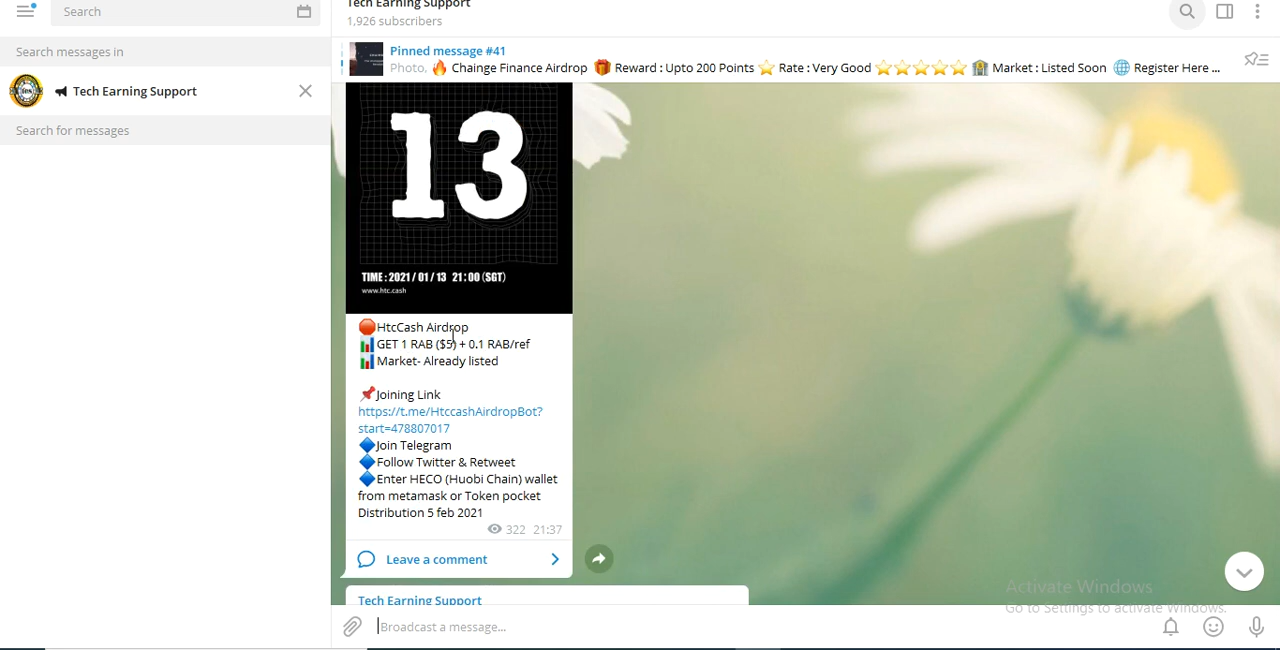 Tech Earning Support
1,926 subscribers
Search
Search messages in
Tech Earning Support
Search for messages
Pinned message #41
Photo, 🔥 Chainge Finance Airdrop 🎁 Reward : Upto 200 Points ⭐ Rate : Very Good ⭐⭐⭐⭐⭐ 🏦 Market : Listed Soon 🌐 Register Here ...
13
TIME : 2021 / 01 / 13 21 : 00 (SGT)
www.htc.cash
🛑HtcCash Airdrop
📊GET 1 RAB ($5) + 0.1 RAB/ref
📊Market- Already listed
📌Joining Link
https://t.me/HtccashAirdropBot?
start=478807017
🔷Join Telegram
🔷Follow Twitter & Retweet
🔷Enter HECO (Huobi Chain) wallet
from metamask or Token pocket
Distribution 5 feb 2021
322 21:37
Leave a comment
Tech Earning Support
Broadcast a message...
Activate Windows
Go to Settings to activate Windows.